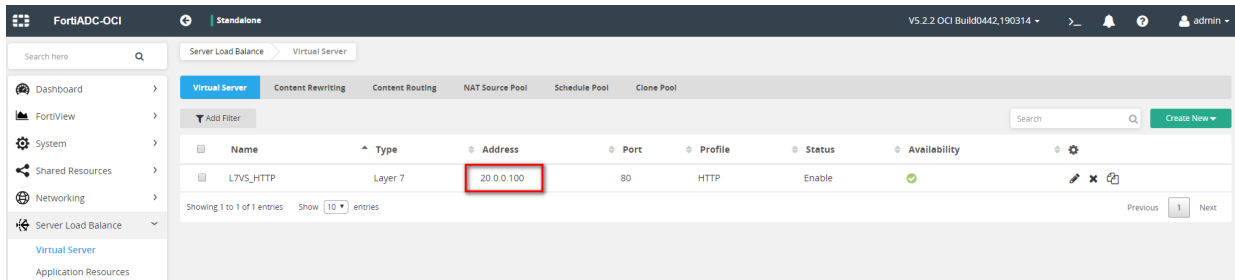 FortiADC-OCI
Standalone
V5.2.2 OCI Build0442,190314
>_
admin
Search here
Server Load Balance
Virtual Server
Dashboard
FortiView
System
Shared Resources
Networking
Server Load Balance
Virtual Server
Application Resources
Virtual Server Content Rewriting Content Routing NAT Source Pool Schedule Pool Clone Pool
Add Filter
Search
Create New
Name Type Address Port Profile Status Availability
L7VS_HTTP Layer 7 20.0.0.100 80 HTTP Enable
Showing 1 to 1 of 1 entries Show 10 entries
Previous 1 Next